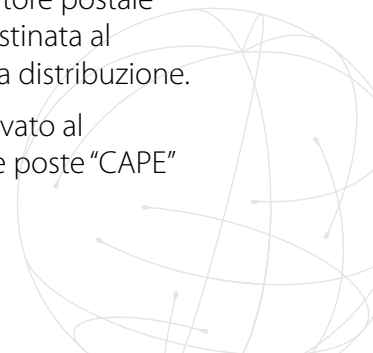 tore postale
stinata al
a distribuzione.
vato al
e poste “CAPE”